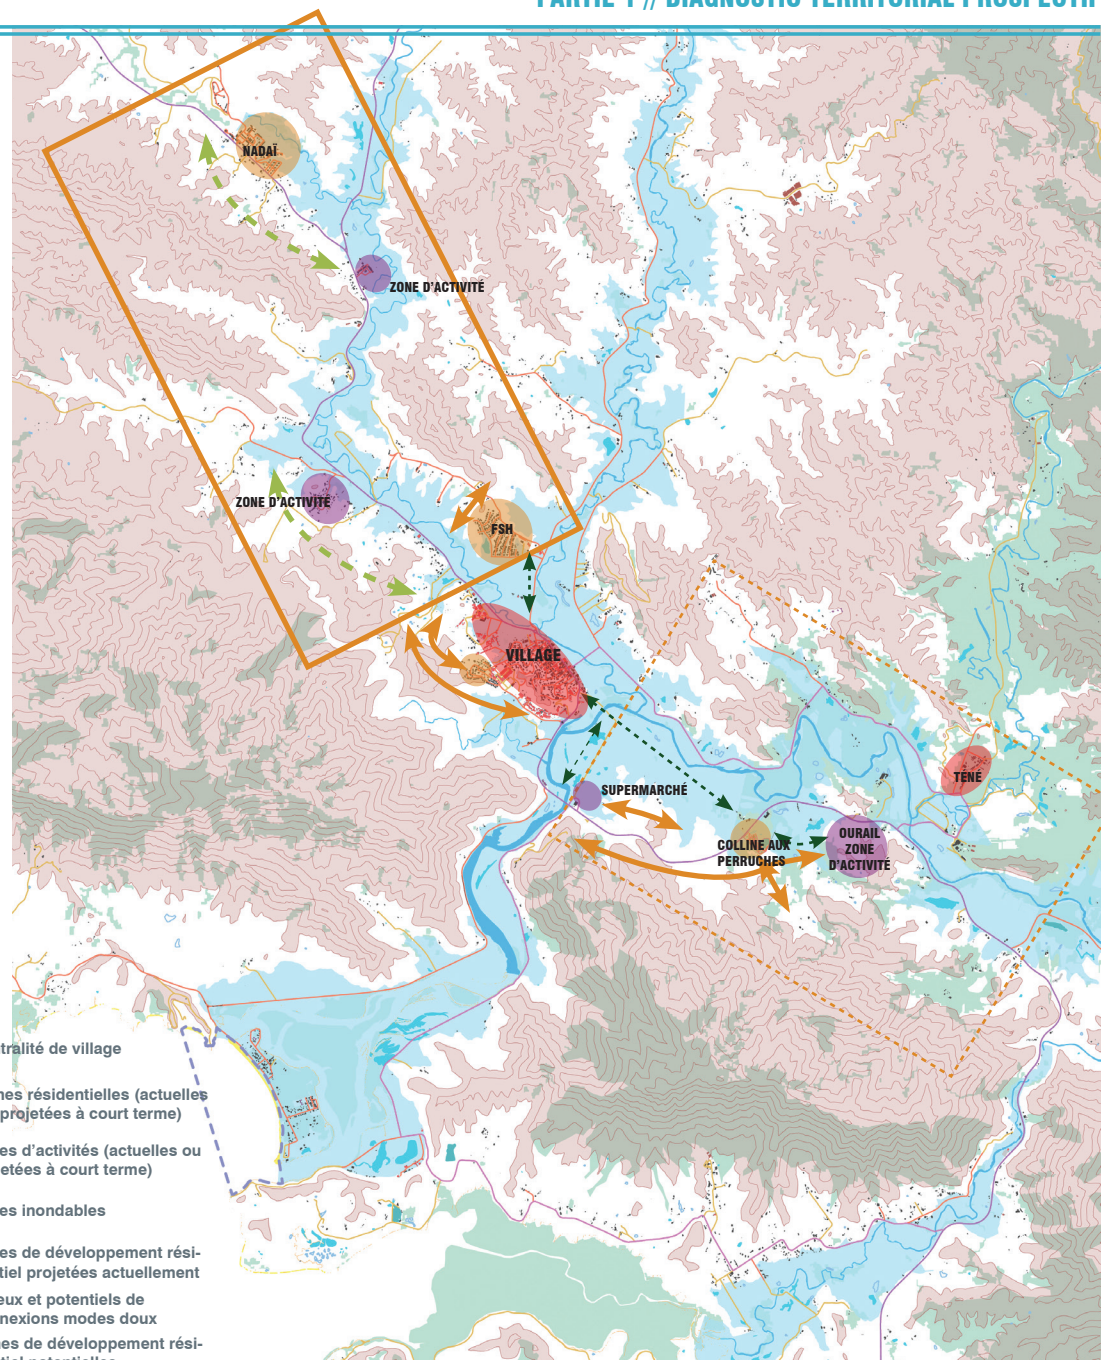 PARTIE 1 // DIAGNOSTIC TERRITORIAL PROSPECTIF
NADAÏ
ZONE D'ACTIVITÉ
ZONE D'ACTIVITÉ
FSH
VILLAGE
SUPERMARCHÉ
TÉNÉ
COLLINE AUX
PERRUCHES
OURAIL
ZONE
D'ACTIVITÉ
tralité de village
nes résidentielles (actuelles
projetées à court terme)
es d'activités (actuelles ou
etées à court terme)
es inondables
es de développement rési-
tiel projetées actuellement
eux et potentiels de
nexions modes doux
nes de développement rési-
tiel potentielles